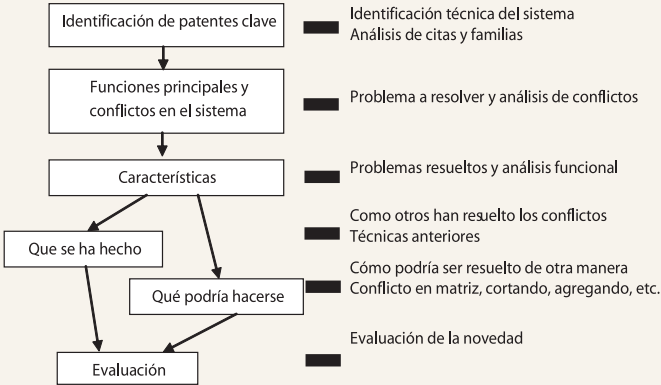 Identificación de patentes clave
Identificación técnica del sistema
Análisis de citas y familias
Funciones principales y
conflictos en el sistema
Problema a resolver y análisis de conflictos
Características
Problemas resueltos y análisis funcional
Que se ha hecho
Como otros han resuelto los conflictos
Técnicas anteriores
Qué podría hacerse
Cómo podría ser resuelto de otra manera
Conflicto en matriz, cortando, agregando, etc.
Evaluación
Evaluación de la novedad